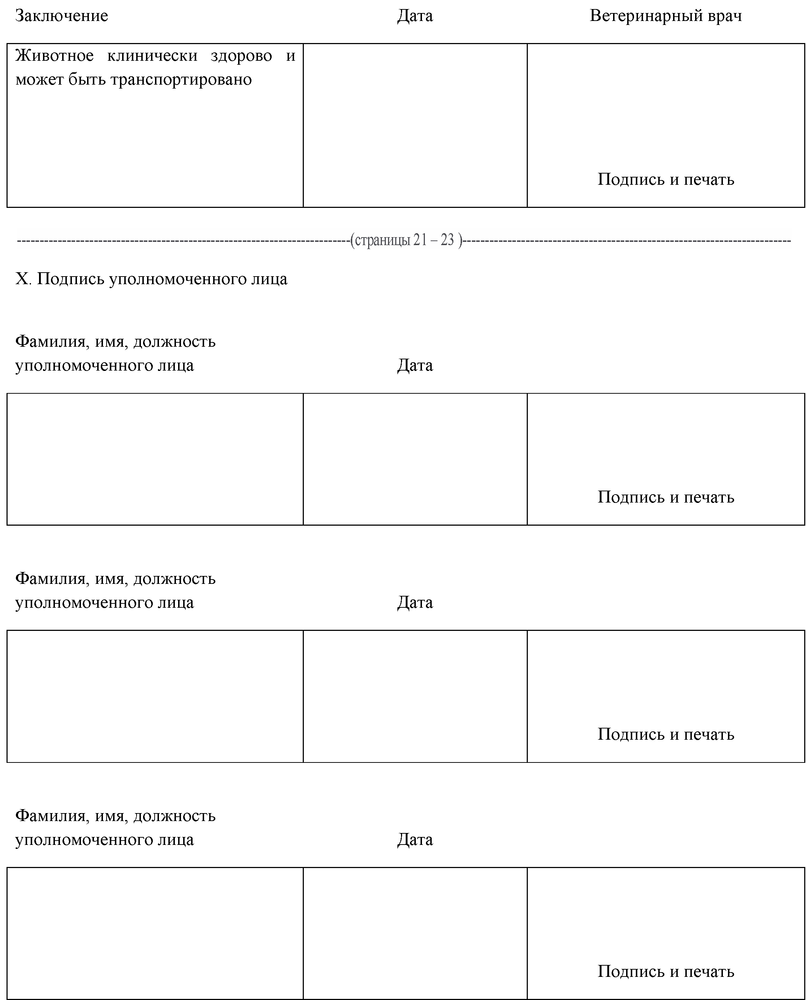 Заключение Дата Ветеринарный врач
Животное клинически здорово и
может быть транспортировано
Подпись и печать
-----------------------------------------------------------------------(страницы 21 – 23 )-----------------------------------------------------------------------
X. Подпись уполномоченного лица
Фамилия, имя, должность
уполномоченного лица Дата
Подпись и печать
Фамилия, имя, должность
уполномоченного лица Дата
Подпись и печать
Фамилия, имя, должность
уполномоченного лица Дата
Подпись и печать